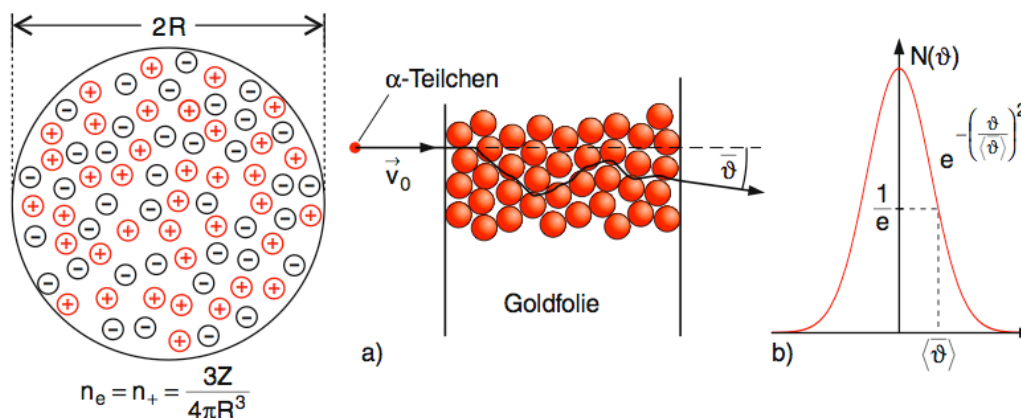 2R
n_e = n_+ = 3Z / 4πR³
a)
α-Teilchen
v⃗₀
ϑ̅
Goldfolie
b)
N(ϑ)
e^−(ϑ/⟨ϑ̅⟩)²
1/e
⟨ϑ̅⟩